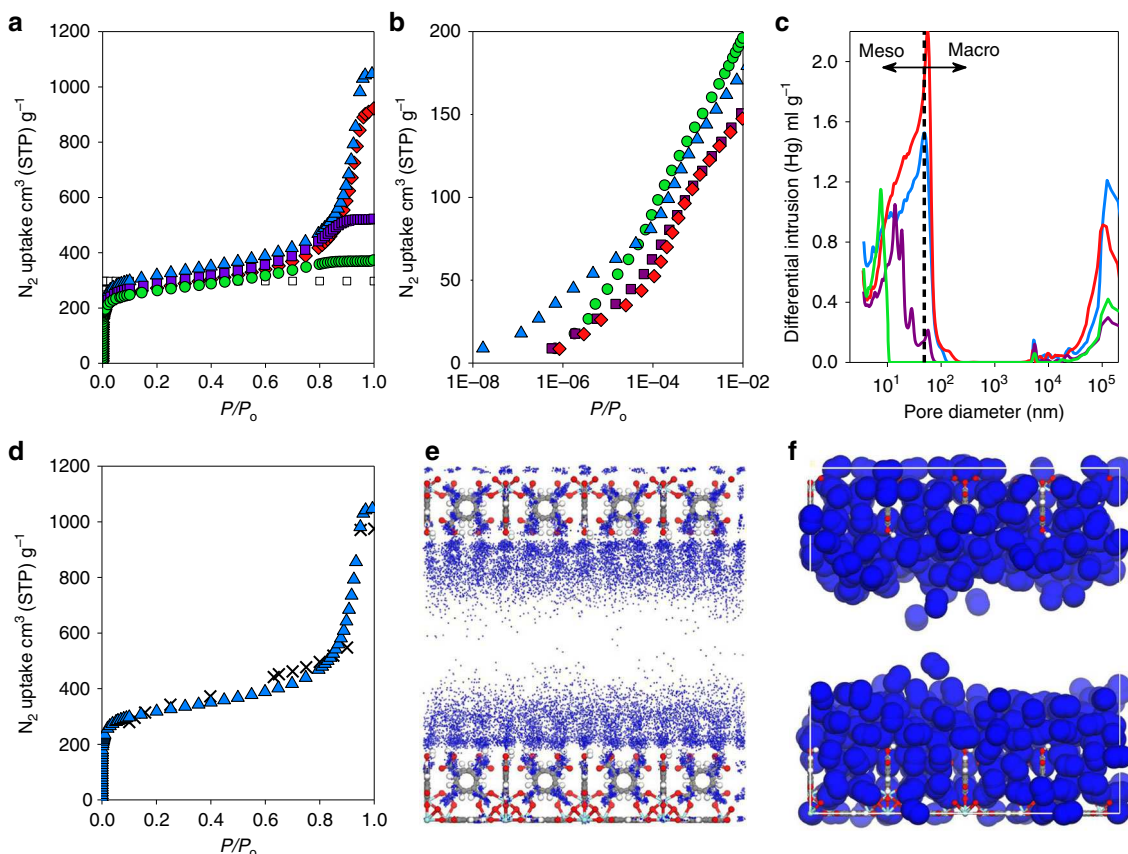 a
1200
1000
800
600
400
200
0
N₂ uptake cm³ (STP) g⁻¹
0.0 0.2 0.4 0.6 0.8 1.0
P/Pₒ
b
200
150
100
50
0
N₂ uptake cm³ (STP) g⁻¹
1E−08 1E−06 1E−04 1E−02
P/Pₒ
c
Meso Macro
2.0
1.6
1.2
0.8
0.4
0.0
Differential intrusion (Hg) ml g⁻¹
10¹ 10² 10³ 10⁴ 10⁵
Pore diameter (nm)
d
1200
1000
800
600
400
200
0
N₂ uptake cm³ (STP) g⁻¹
0.0 0.2 0.4 0.6 0.8 1.0
P/Pₒ
e
f